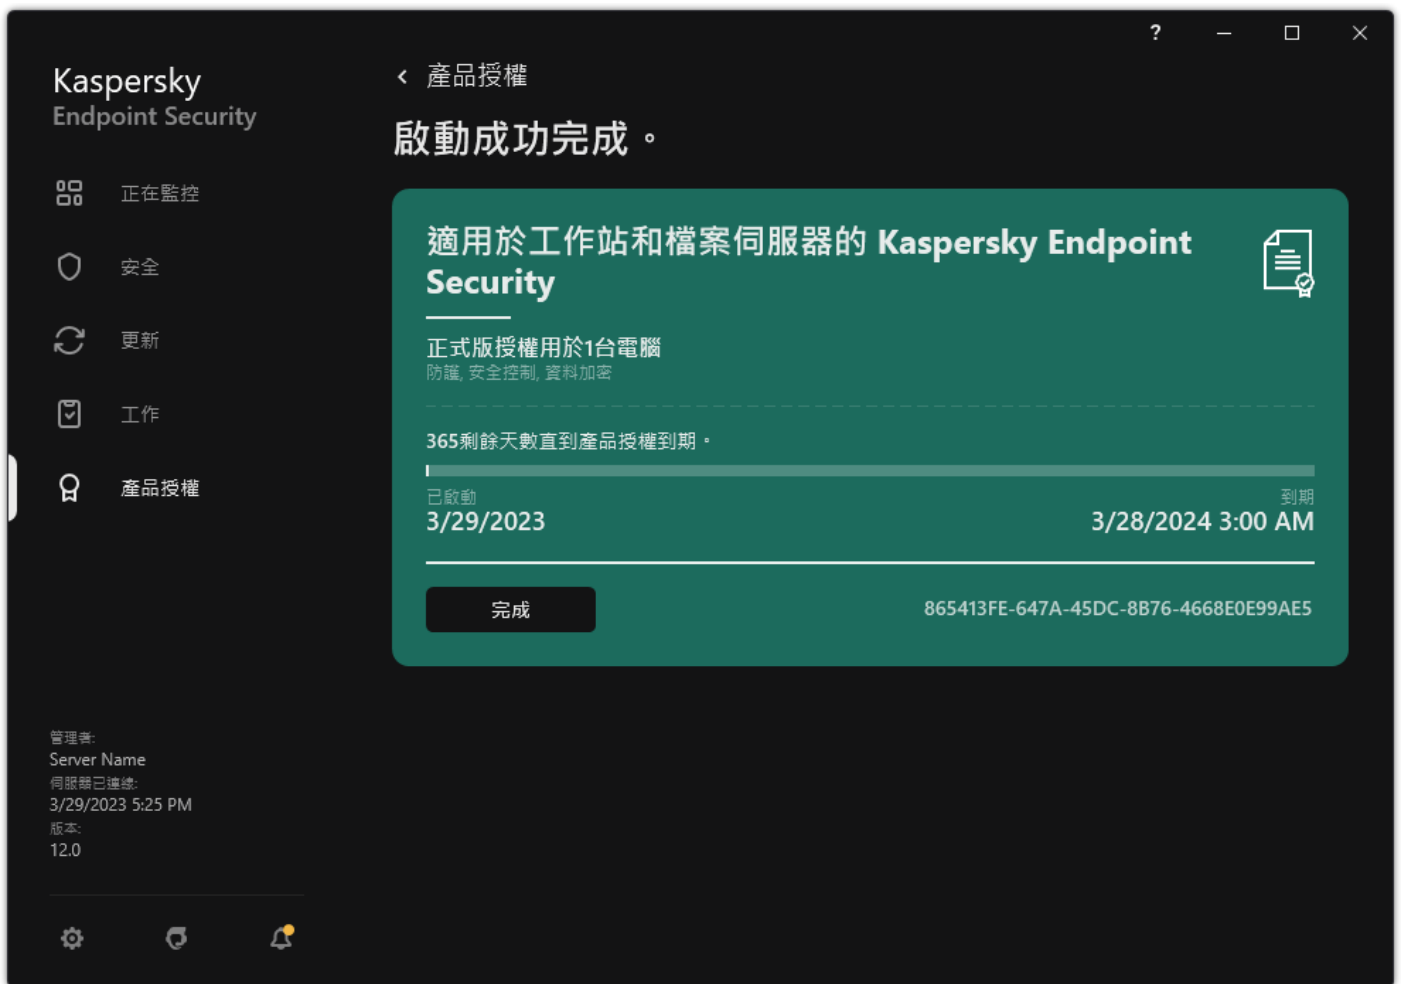 ?
Kaspersky
Endpoint Security
正在監控
安全
更新
工作
產品授權
管理者:
Server Name
伺服器已連線:
3/29/2023 5:25 PM
版本:
12.0
產品授權
啟動成功完成。
適用於工作站和檔案伺服器的 Kaspersky Endpoint
Security
正式版授權用於1台電腦
防護, 安全控制, 資料加密
365剩餘天數直到產品授權到期。
已啟動 到期
3/29/2023 3/28/2024 3:00 AM
完成 865413FE-647A-45DC-8B76-4668E0E99AE5